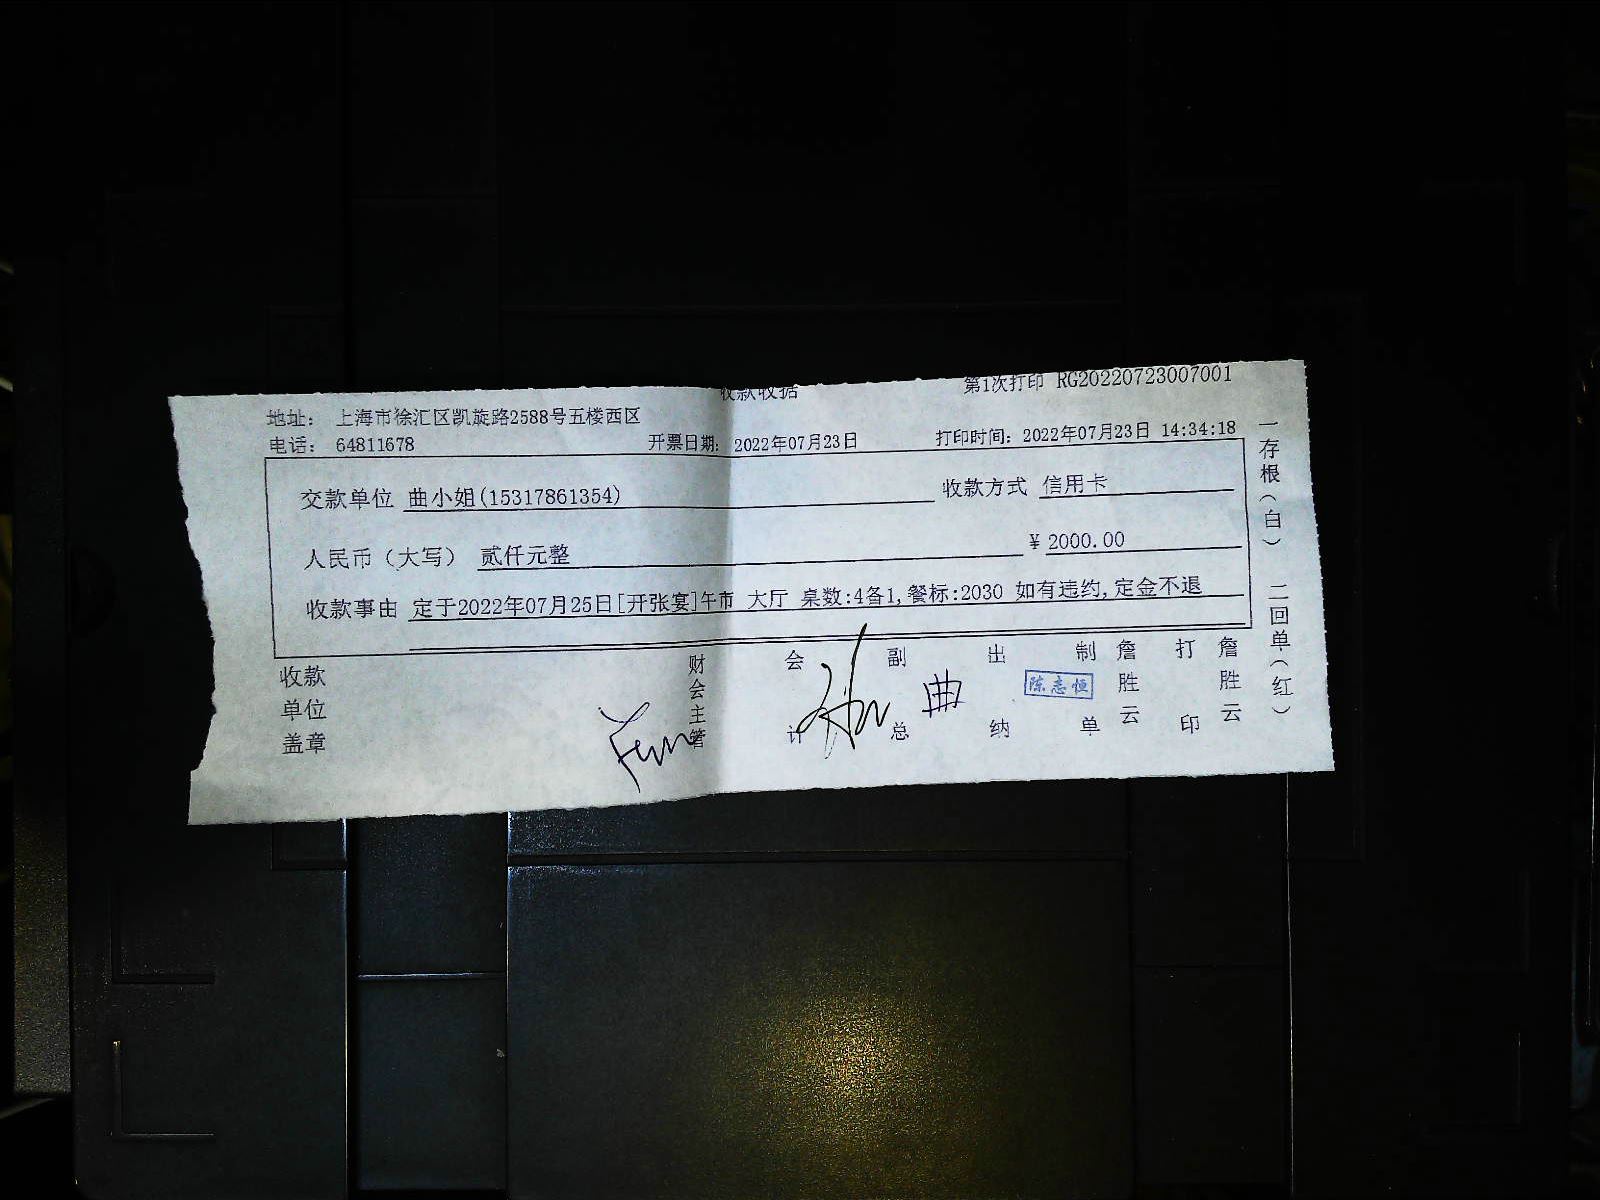 收款收据
第1次打印 RG20220723007001
地址： 上海市徐汇区凯旋路2588号五楼西区
电话： 64811678 开票日期: 2022年07月23日 打印时间: 2022年07月23日 14:34:18
交款单位 曲小姐(15317861354) 收款方式 信用卡
人民币（大写） 贰仟元整 ¥ 2000.00
收款事由 定于2022年07月25日[开张宴]午市 大厅 桌数:4备1,餐标:2030 如有违约,定金不退
收款单位盖章
财会主管
会计
副总
曲
出纳
陈志恒
制单
詹胜云
打印
詹胜云
一存根（白） 二回单（红）